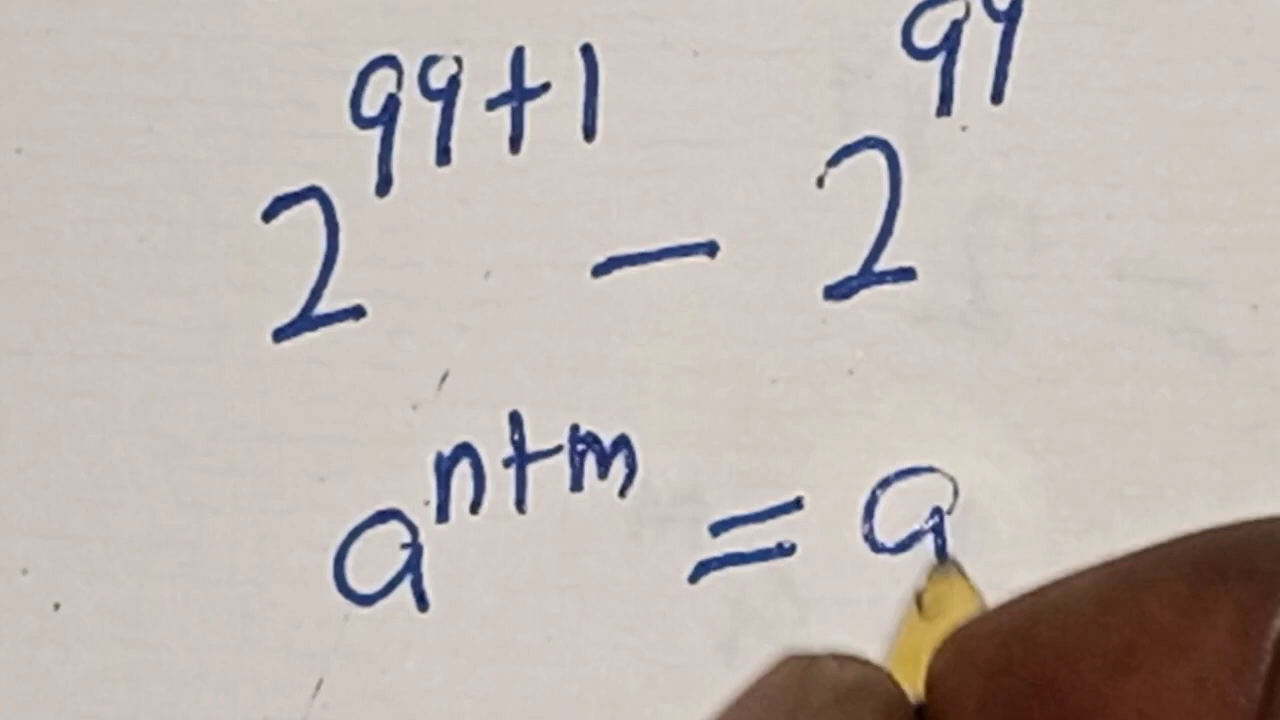 2^{99+1} - 2^{99}
a^{n+m} = a